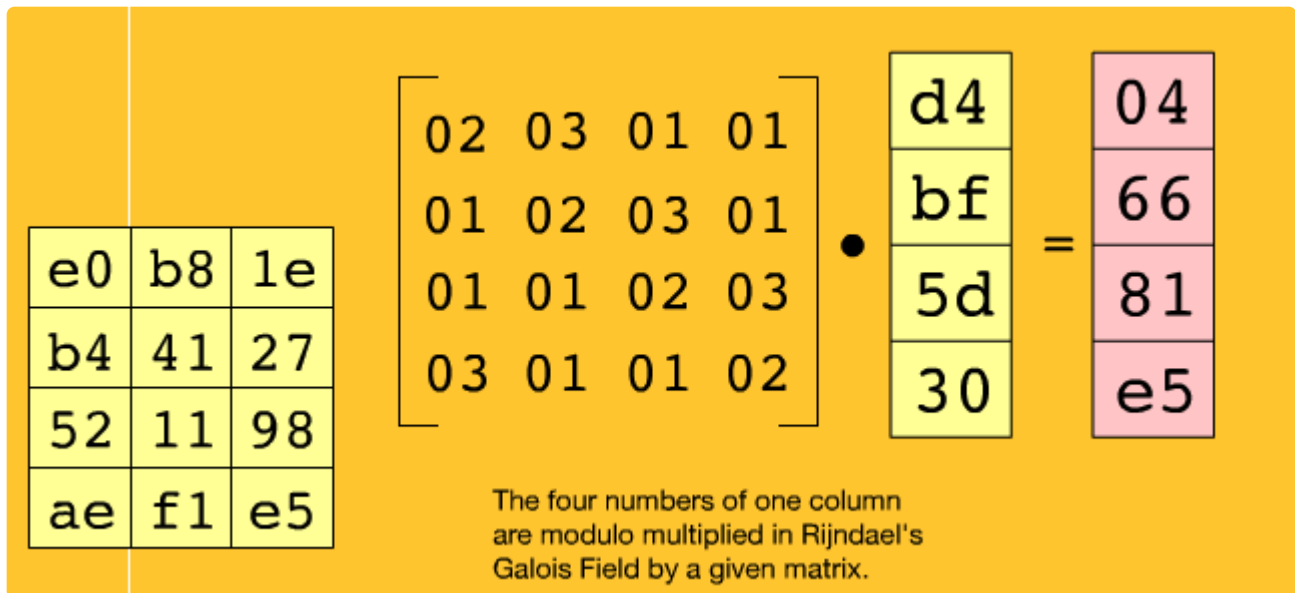 02 03 01 01
01 02 03 01
01 01 02 03
03 01 01 02
•
d4
bf
5d
30
=
04
66
81
e5
e0 b8 1e
b4 41 27
52 11 98
ae f1 e5
The four numbers of one column
are modulo multiplied in Rijndael's
Galois Field by a given matrix.